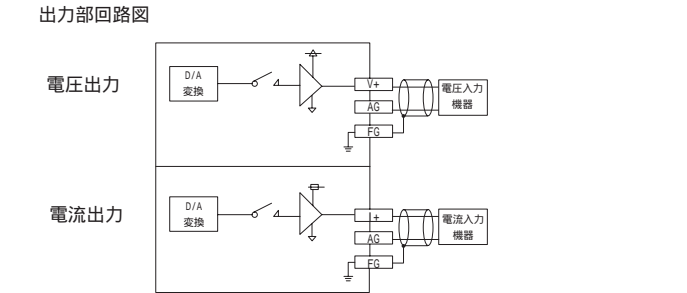 出力部回路図
電圧出力
D/A
変換
V+
AG
FG
電圧入力
機器
電流出力
D/A
変換
I+
AG
FG
電流入力
機器